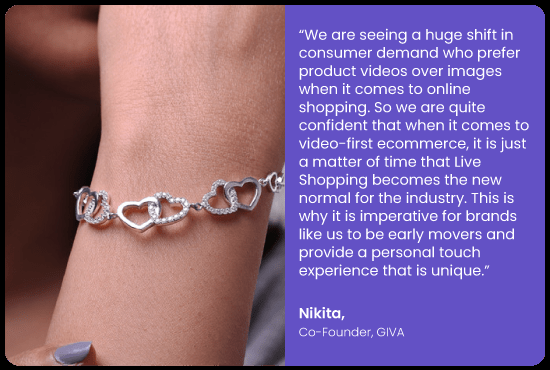 “We are seeing a huge shift in
consumer demand who prefer
product videos over images
when it comes to online
shopping. So we are quite
confident that when it comes to
video-first ecommerce, it is just
a matter of time that Live
Shopping becomes the new
normal for the industry. This is
why it is imperative for brands
like us to be early movers and
provide a personal touch
experience that is unique.”
Nikita,
Co-Founder, GIVA